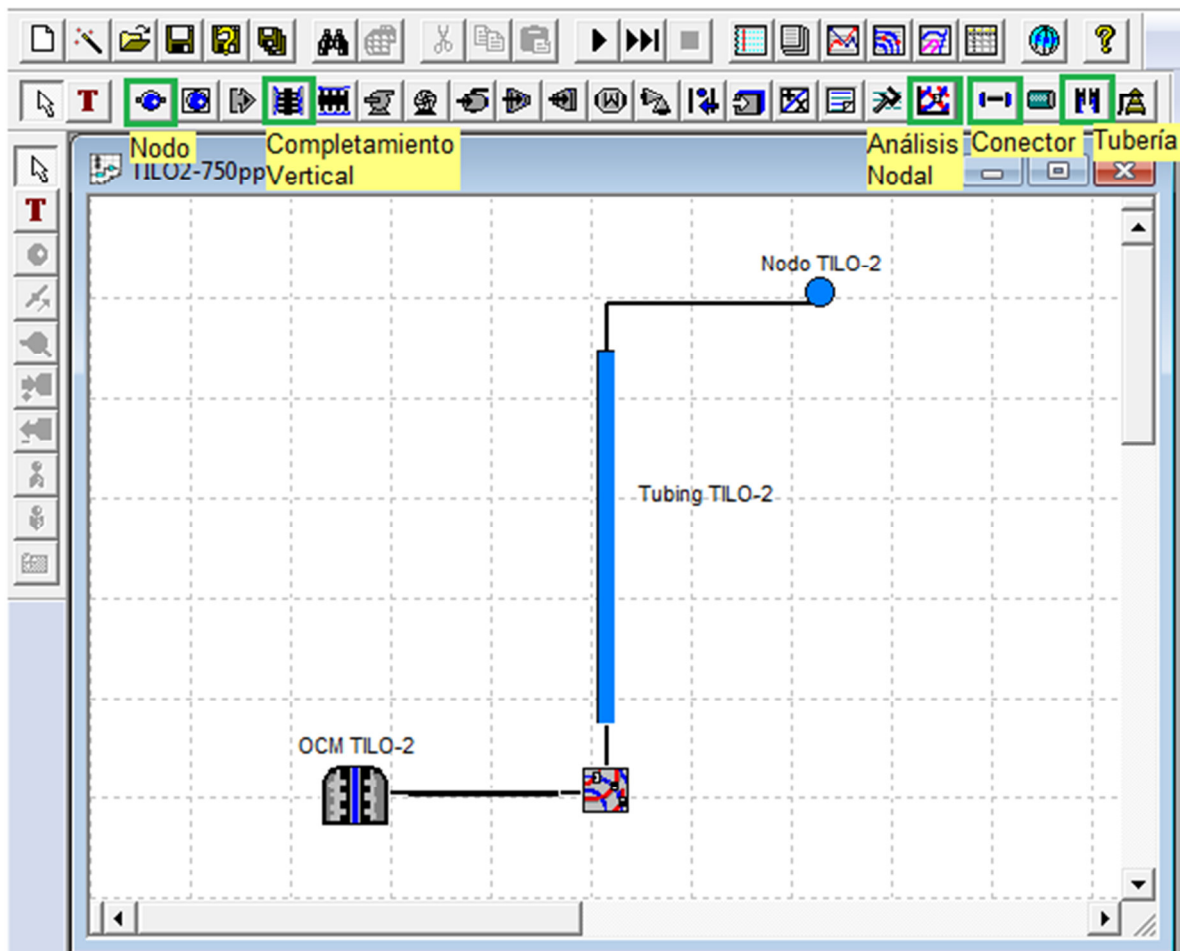 T
?
Nodo
Completamiento
Vertical
Análisis
Nodal
Conector
Tubería
TILO2-750pp
T
Nodo TILO-2
Tubing TILO-2
OCM TILO-2